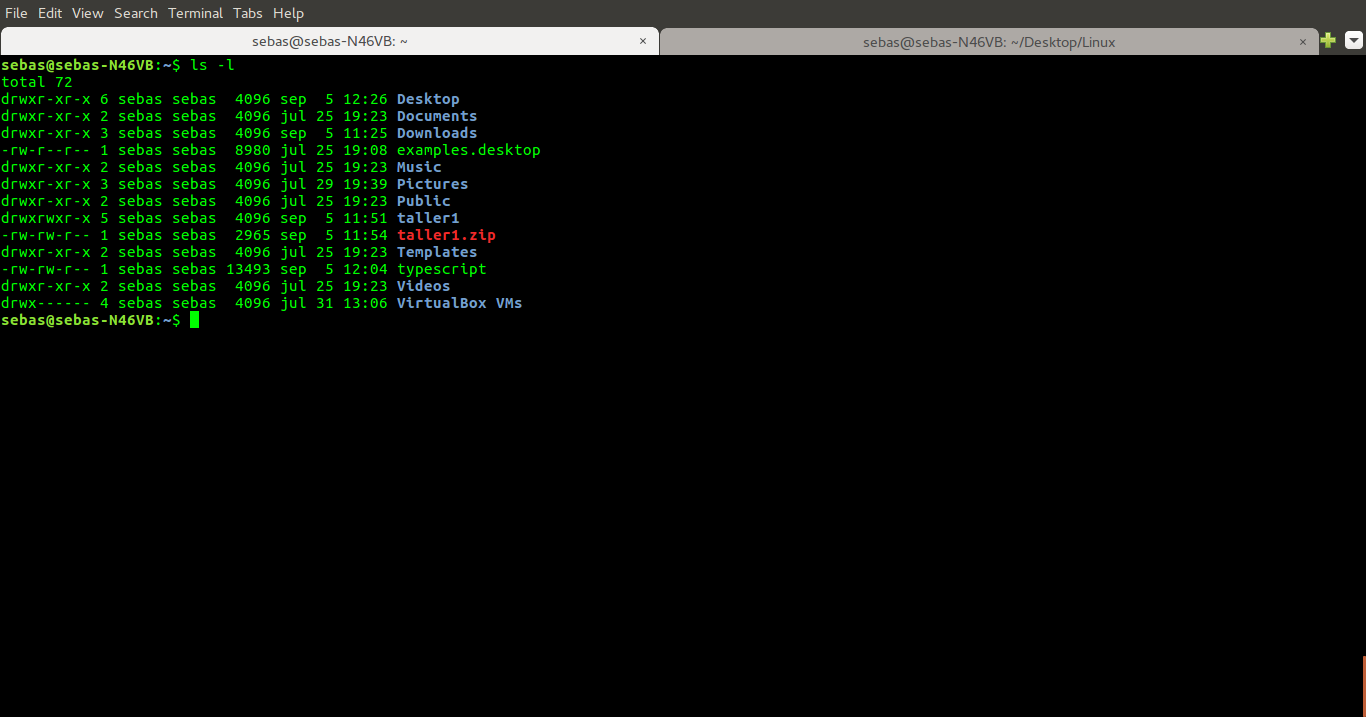 File Edit View Search Terminal Tabs Help
sebas@sebas-N46VB: ~ × sebas@sebas-N46VB: ~/Desktop/Linux ×
sebas@sebas-N46VB:~$ ls -l
total 72
drwxr-xr-x 6 sebas sebas  4096 sep  5 12:26 Desktop
drwxr-xr-x 2 sebas sebas  4096 jul 25 19:23 Documents
drwxr-xr-x 3 sebas sebas  4096 sep  5 11:25 Downloads
-rw-r--r-- 1 sebas sebas  8980 jul 25 19:08 examples.desktop
drwxr-xr-x 2 sebas sebas  4096 jul 25 19:23 Music
drwxr-xr-x 3 sebas sebas  4096 jul 29 19:39 Pictures
drwxr-xr-x 2 sebas sebas  4096 jul 25 19:23 Public
drwxrwxr-x 5 sebas sebas  4096 sep  5 11:51 taller1
-rw-rw-r-- 1 sebas sebas  2965 sep  5 11:54 taller1.zip
drwxr-xr-x 2 sebas sebas  4096 jul 25 19:23 Templates
-rw-rw-r-- 1 sebas sebas 13493 sep  5 12:04 typescript
drwxr-xr-x 2 sebas sebas  4096 jul 25 19:23 Videos
drwx------ 4 sebas sebas  4096 jul 31 13:06 VirtualBox VMs
sebas@sebas-N46VB:~$